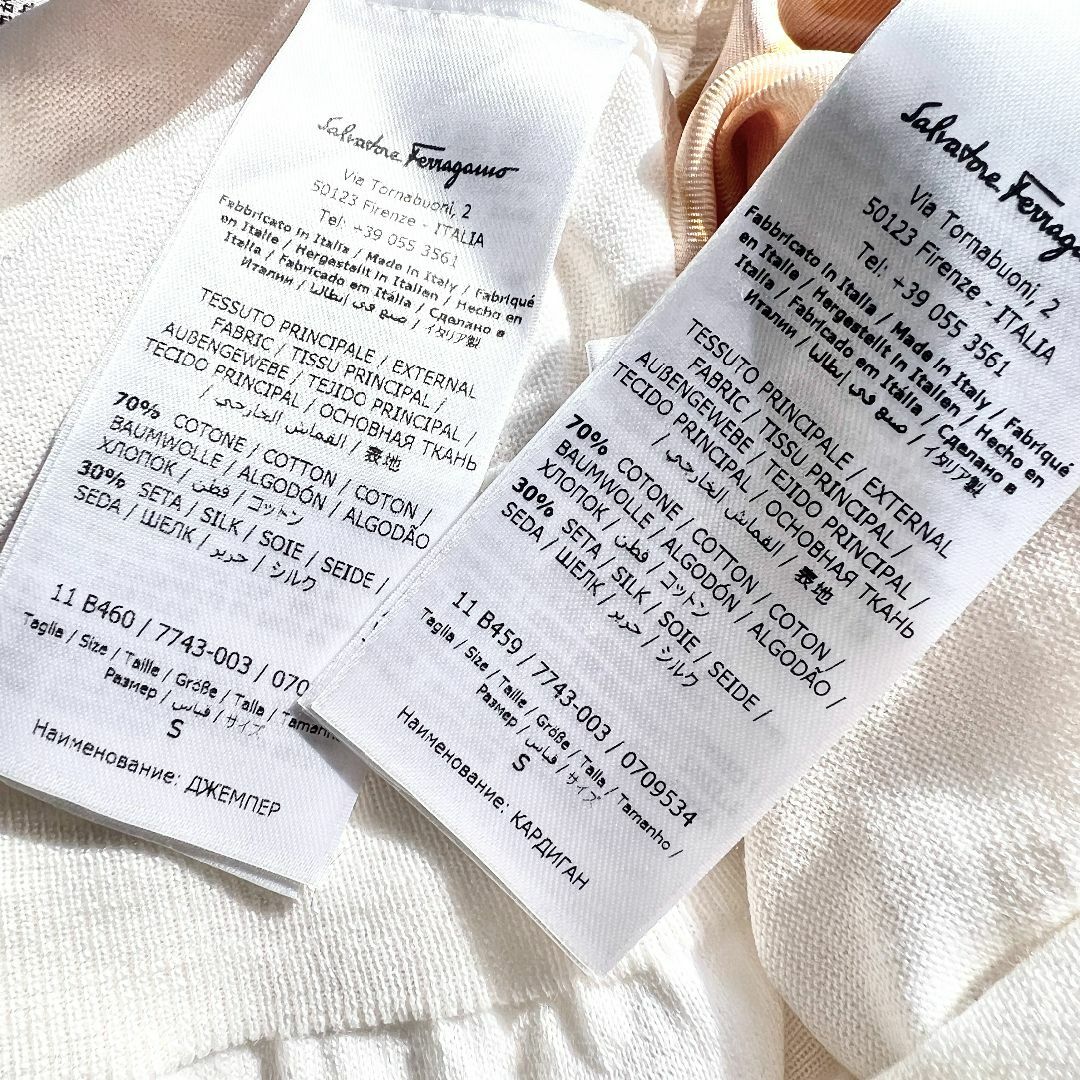 Salvatore Ferragamo
Via Tornabuoni, 2
50123 Firenze - ITALIA
Tel: +39 055 3561
Fabbricato in Italia / Made in Italy / Fabriqué
en Italie / Hergestellt in Italien / Hecho en
Italia / Fabricado em Itália / Сделано в
Италии / صنع في إيطاليا / イタリア製
TESSUTO PRINCIPALE / EXTERNAL
FABRIC / TISSU PRINCIPAL /
AUßENGEWEBE / TEJIDO PRINCIPAL /
TECIDO PRINCIPAL / ОСНОВНАЯ ТКАНЬ
/ القماش الخارجي / 表地
70% COTONE / COTTON / COTON /
BAUMWOLLE / ALGODÓN / ALGODÃO
ХЛОПОК / قطن / コットン
30% SETA / SILK / SOIE / SEIDE /
SEDA / ШЕЛК / حرير / シルク
11 B460 / 7743-003 / 070
Taglia / Size / Taille / Größe / Talla / Tamanh
Размер / قياس / サイズ
S
Наименование: ДЖЕМПЕР
Salvatore Ferraga
Via Tornabuoni, 2
50123 Firenze - ITALIA
Tel: +39 055 3561
Fabbricato in Italia / Made in Italy / Fabriqué
en Italie / Hergestellt in Italien / Hecho en
Italia / Fabricado em Itália / Сделано в
Италии / صنع في إيطاليا / イタリア製
TESSUTO PRINCIPALE / EXTERNAL
FABRIC / TISSU PRINCIPAL /
AUßENGEWEBE / TEJIDO PRINCIPAL /
TECIDO PRINCIPAL / ОСНОВНАЯ ТКАНЬ
/ القماش الخارجي / 表地
70% COTONE / COTTON / COTON /
BAUMWOLLE / ALGODÓN / ALGODÃO /
ХЛОПОК / قطن / コットン
30% SETA / SILK / SOIE / SEIDE /
SEDA / ШЕЛК / حرير / シルク
11 B459 / 7743-003 / 0709534
Taglia / Size / Taille / Größe / Talla / Tamanho /
Размер / قياس / サイズ
S
Наименование: КАРДИГАН